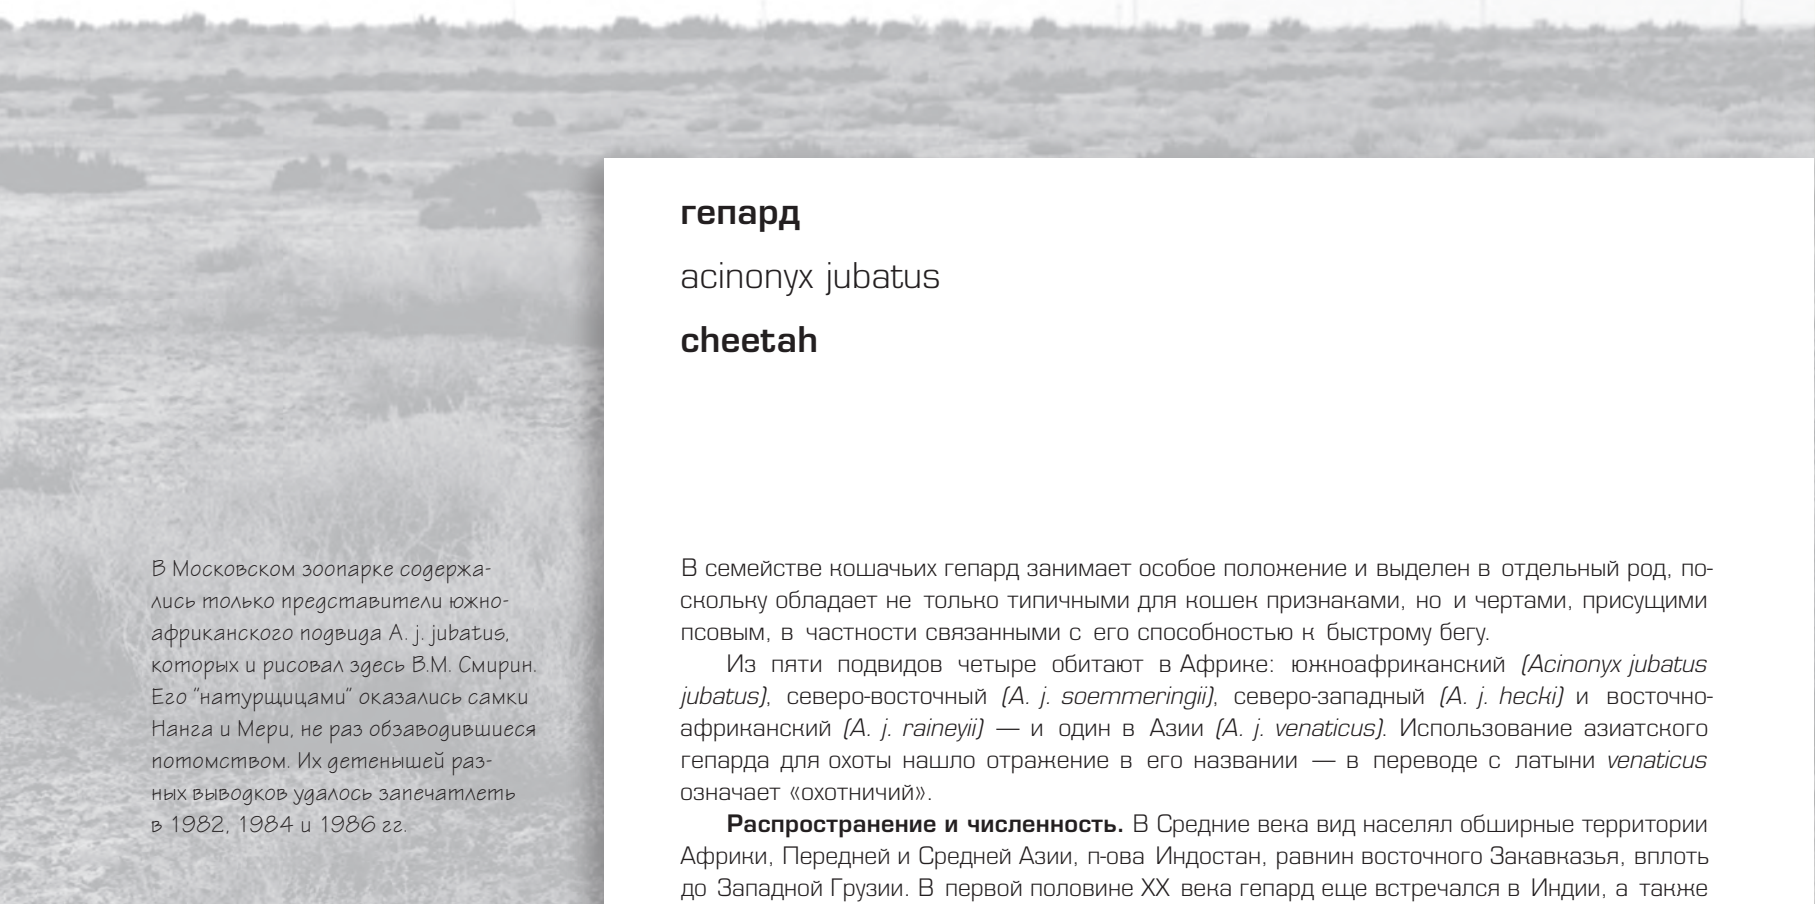 гепард
acinonyx jubatus
cheetah
В Московском зоопарке содержа-
лись только представители южно-
африканского подвида A. j. jubatus,
которых и рисовал здесь В.М. Смирин.
Его "натурщицами" оказались самки
Нанга и Мери, не раз обзаводившиеся
потомством. Их детенышей раз-
ных выводков удалось запечатлеть
в 1982, 1984 и 1986 гг.
В семействе кошачьих гепард занимает особое положение и выделен в отдельный род, по-
скольку обладает не только типичными для кошек признаками, но и чертами, присущими
псовым, в частности связанными с его способностью к быстрому бегу.
Из пяти подвидов четыре обитают в Африке: южноафриканский (Acinonyx jubatus
jubatus), северо-восточный (A. j. soemmeringii), северо-западный (A. j. hecki) и восточно-
африканский (A. j. raineyii) — и один в Азии (A. j. venaticus). Использование азиатского
гепарда для охоты нашло отражение в его названии — в переводе с латыни venaticus
означает «охотничий».
Распространение и численность. В Средние века вид населял обширные территории
Африки, Передней и Средней Азии, п-ова Индостан, равнин восточного Закавказья, вплоть
до Западной Грузии. В первой половине XX века гепард еще встречался в Индии, а также